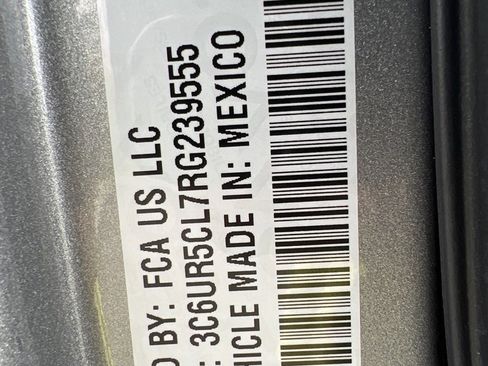 D BY: FCA US LLC
: 3C6UR5CL7RG239555
HICLE MADE IN: MEXICO